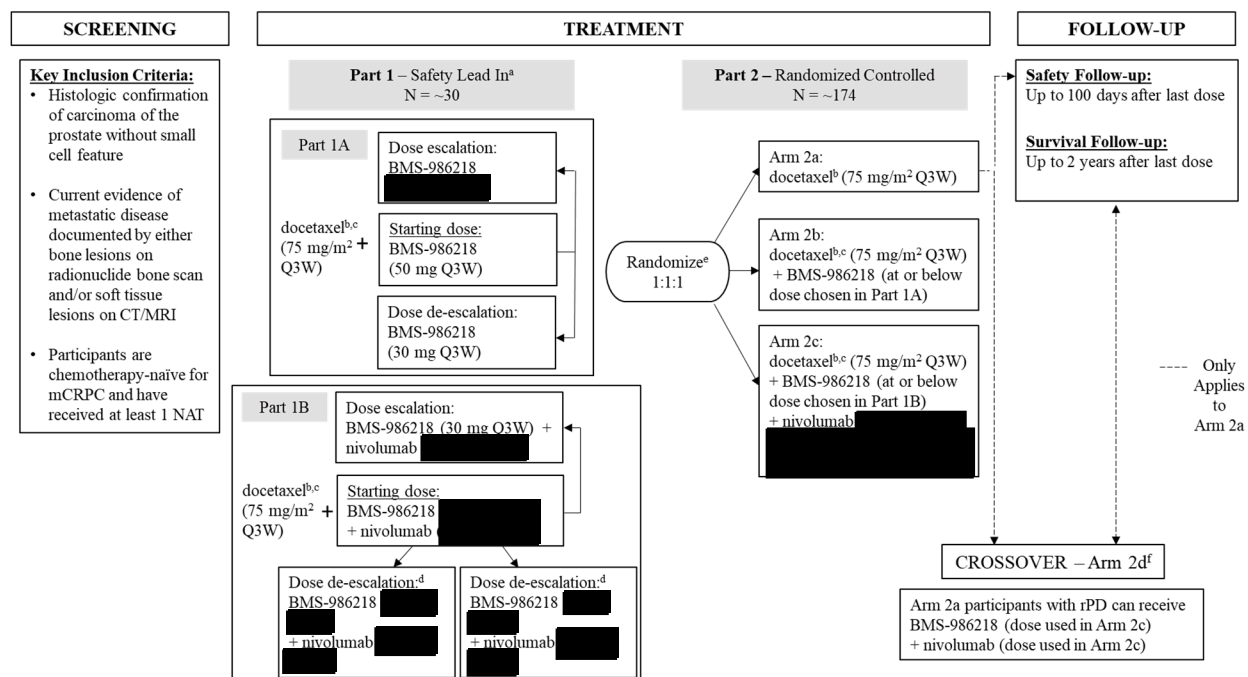 SCREENING
TREATMENT
FOLLOW-UP
Key Inclusion Criteria:
• Histologic confirmation
of carcinoma of the
prostate without small
cell feature
• Current evidence of
metastatic disease
documented by either
bone lesions on
radionuclide bone scan
and/or soft tissue
lesions on CT/MRI
• Participants are
chemotherapy-naïve for
mCRPC and have
received at least 1 NAT
Part 1 – Safety Lead Inᵃ
N = ~30
Part 1A
docetaxelᵇ,ᶜ
(75 mg/m²
Q3W)
+
Dose escalation:
BMS-986218
Starting dose:
BMS-986218
(50 mg Q3W)
Dose de-escalation:
BMS-986218
(30 mg Q3W)
Part 1B
docetaxelᵇ,ᶜ
(75 mg/m²
Q3W)
+
Dose escalation:
BMS-986218 (30 mg Q3W) +
nivolumab
Starting dose:
BMS-986218
+ nivolumab (
Dose de-escalation:ᵈ
BMS-986218
+ nivolumab
Dose de-escalation:ᵈ
BMS-986218
+ nivolumab
Part 2 – Randomized Controlled
N = ~174
Randomizeᵉ
1:1:1
Arm 2a:
docetaxelᵇ (75 mg/m² Q3W)
Arm 2b:
docetaxelᵇ,ᶜ (75 mg/m² Q3W)
+ BMS-986218 (at or below
dose chosen in Part 1A)
Arm 2c:
docetaxelᵇ,ᶜ (75 mg/m² Q3W)
+ BMS-986218 (at or below
dose chosen in Part 1B)
+ nivolumab
Safety Follow-up:
Up to 100 days after last dose
Survival Follow-up:
Up to 2 years after last dose
---- Only
Applies
to
Arm 2a
CROSSOVER – Arm 2dᶠ
Arm 2a participants with rPD can receive
BMS-986218 (dose used in Arm 2c)
+ nivolumab (dose used in Arm 2c)